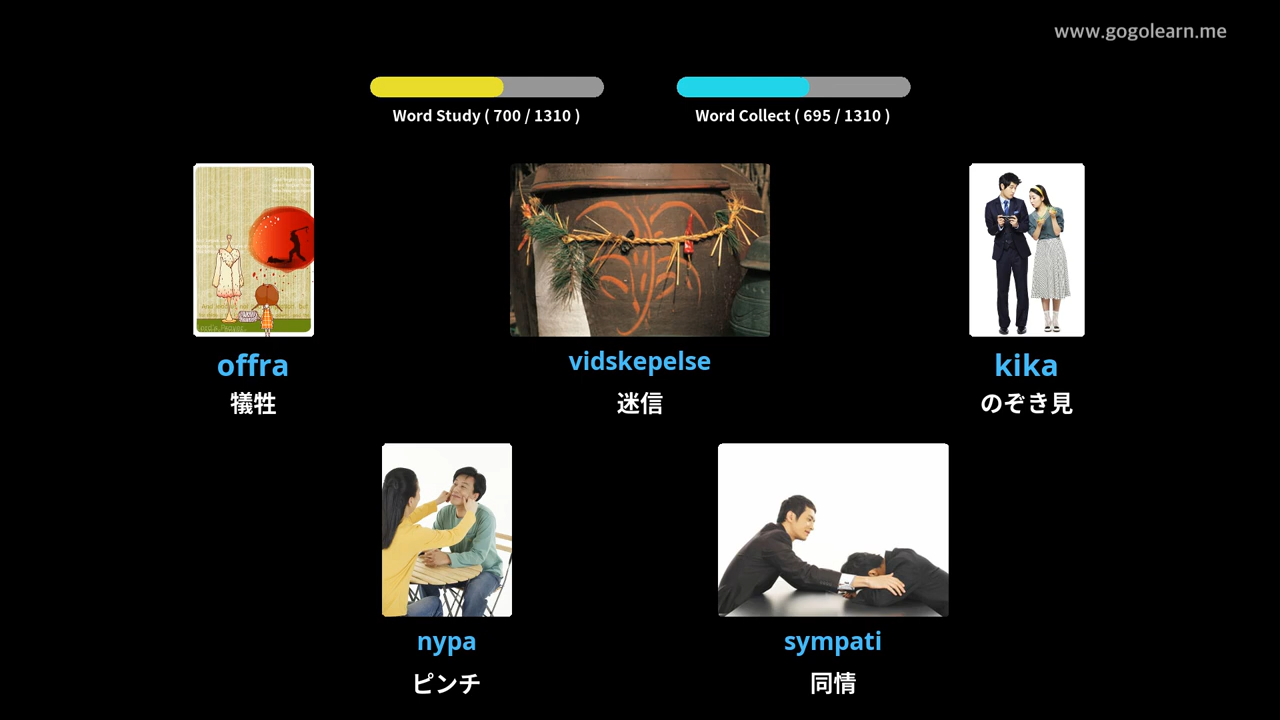 www.gogolearn.me
Word Study ( 700 / 1310 )
Word Collect ( 695 / 1310 )
offra
犠牲
vidskepelse
迷信
kika
のぞき見
nypa
ピンチ
sympati
同情